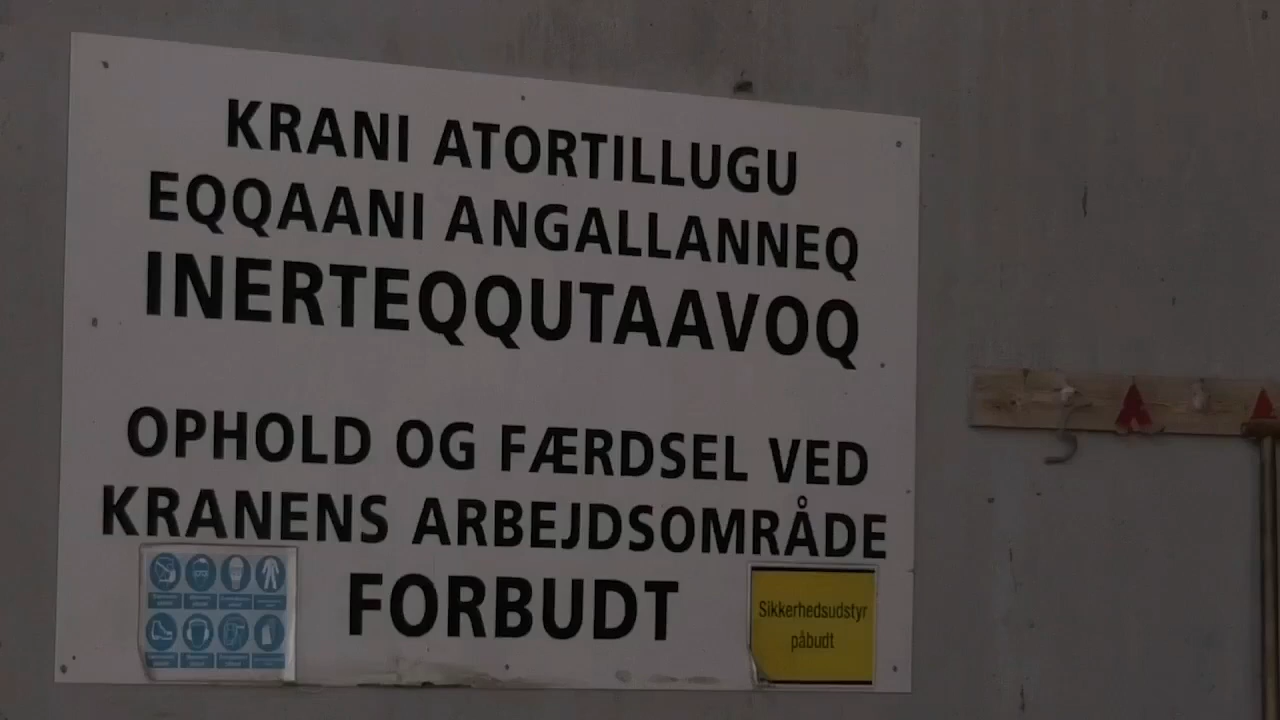 KRANI ATORTILLUGU
EQQAANI ANGALLANNEQ
INERTEQQUTAAVOQ
OPHOLD OG FÆRDSEL VED
KRANENS ARBEJDSOMRÅDE
FORBUDT
Sikkerhedsudstyr
påbudt